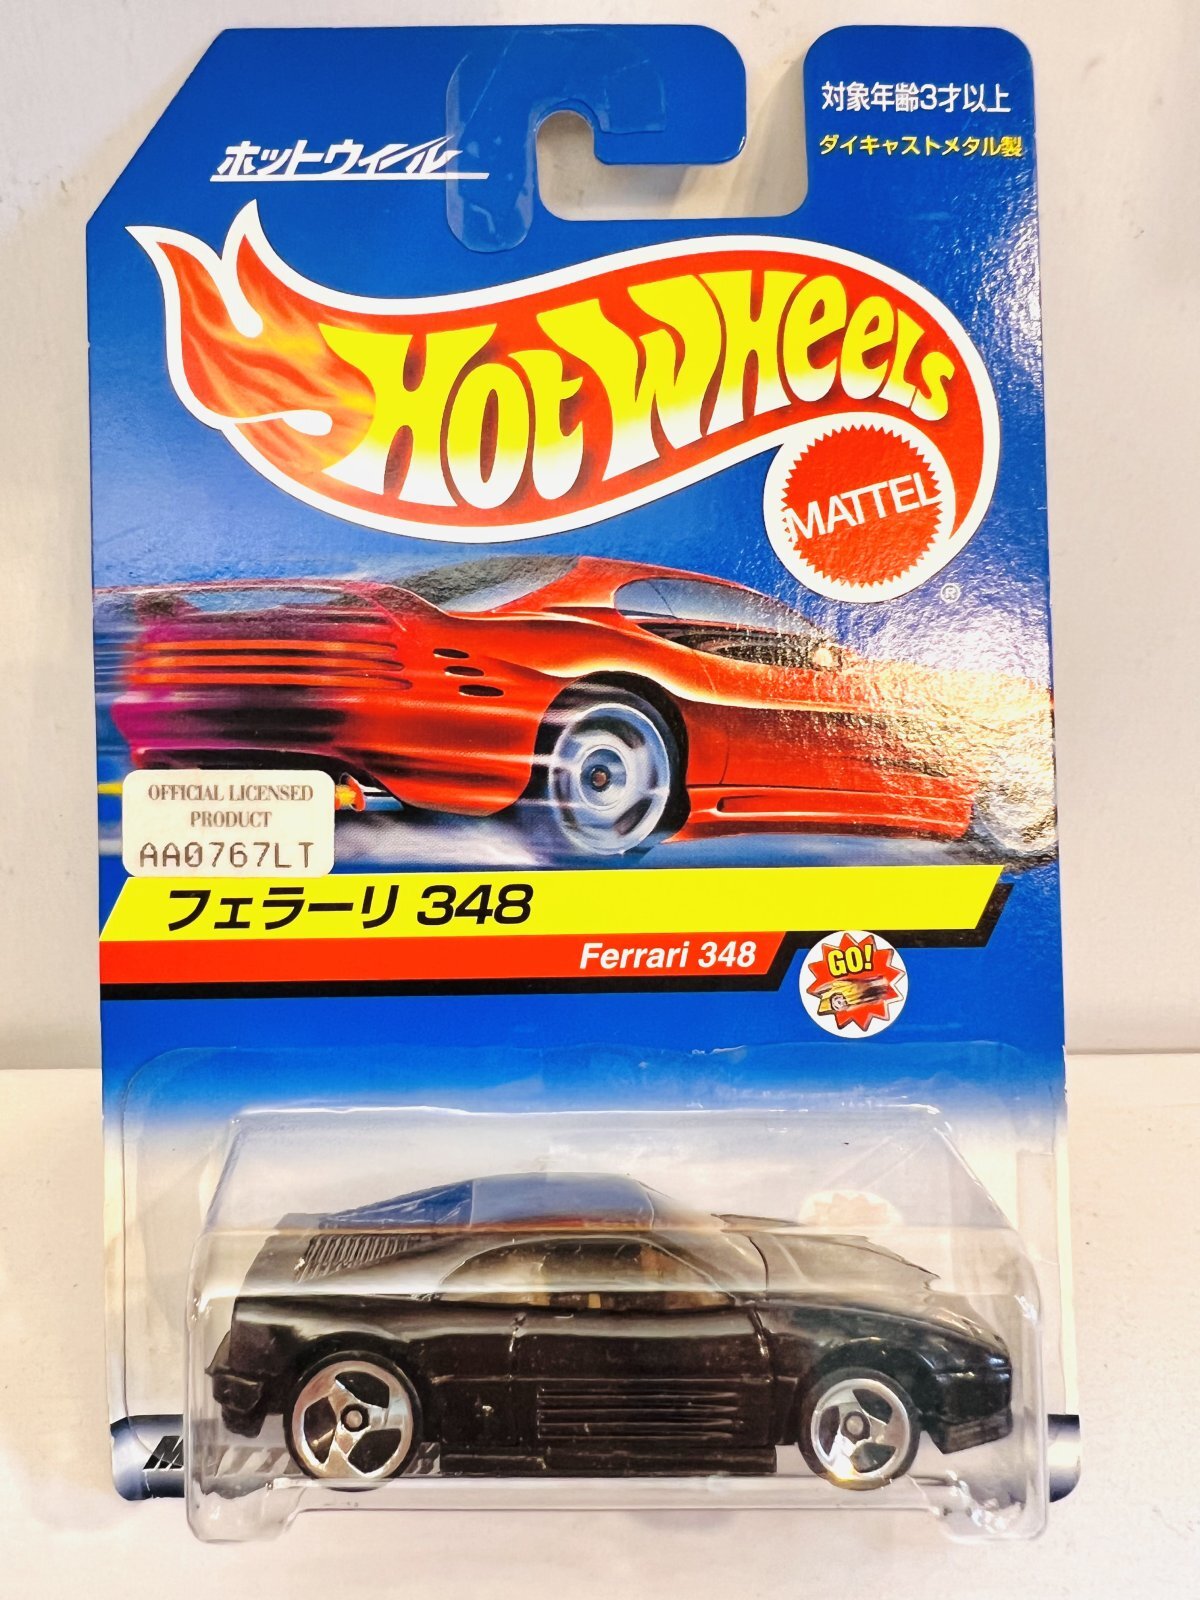 対象年齢3才以上
ダイキャストメタル製
ホットウィール
HOT WHEELS
MATTEL
®
OFFICIAL LICENSED
PRODUCT
AA0767LT
フェラーリ 348
Ferrari 348
GO!